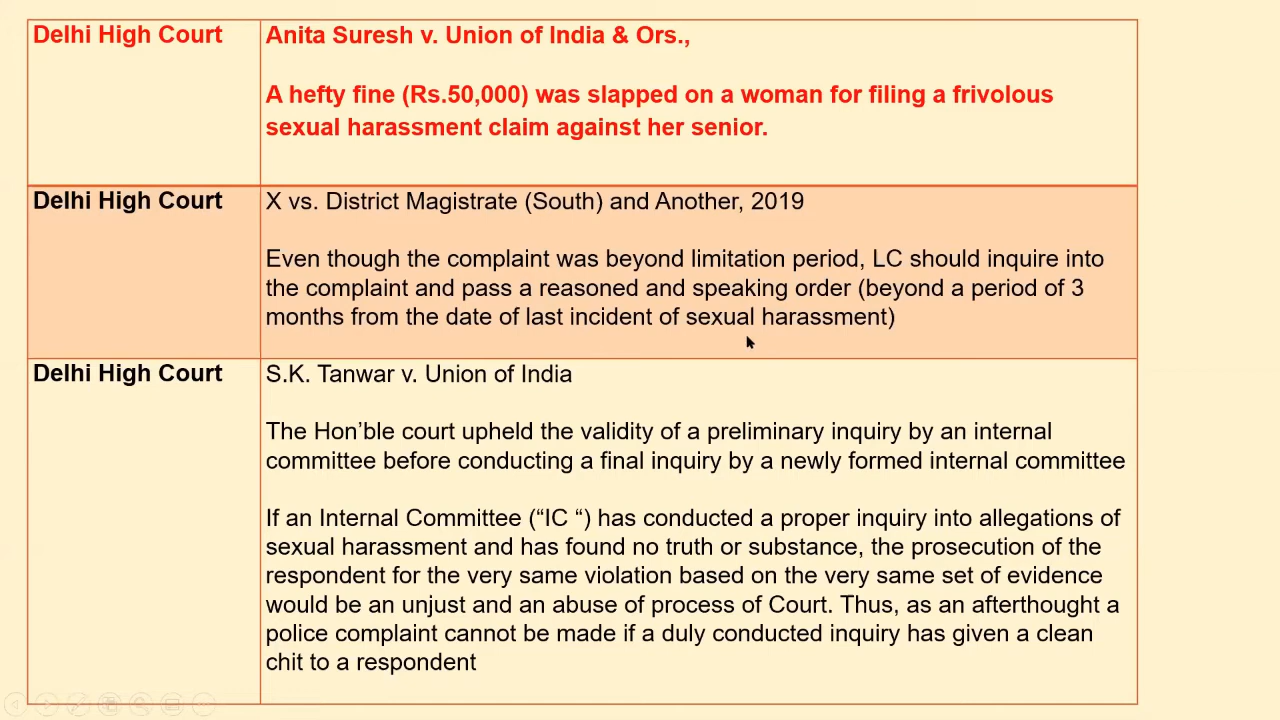 Delhi High Court
Anita Suresh v. Union of India & Ors.,
A hefty fine (Rs.50,000) was slapped on a woman for filing a frivolous
sexual harassment claim against her senior.
Delhi High Court
X vs. District Magistrate (South) and Another, 2019
Even though the complaint was beyond limitation period, LC should inquire into
the complaint and pass a reasoned and speaking order (beyond a period of 3
months from the date of last incident of sexual harassment)
Delhi High Court
S.K. Tanwar v. Union of India
The Hon’ble court upheld the validity of a preliminary inquiry by an internal
committee before conducting a final inquiry by a newly formed internal committee
If an Internal Committee (“IC “) has conducted a proper inquiry into allegations of
sexual harassment and has found no truth or substance, the prosecution of the
respondent for the very same violation based on the very same set of evidence
would be an unjust and an abuse of process of Court. Thus, as an afterthought a
police complaint cannot be made if a duly conducted inquiry has given a clean
chit to a respondent